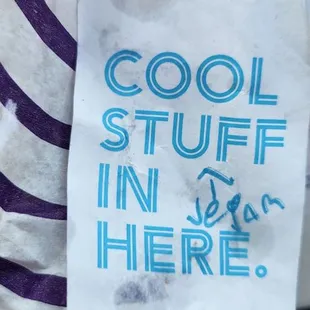 COOL
STUFF
IN vegan
HERE.